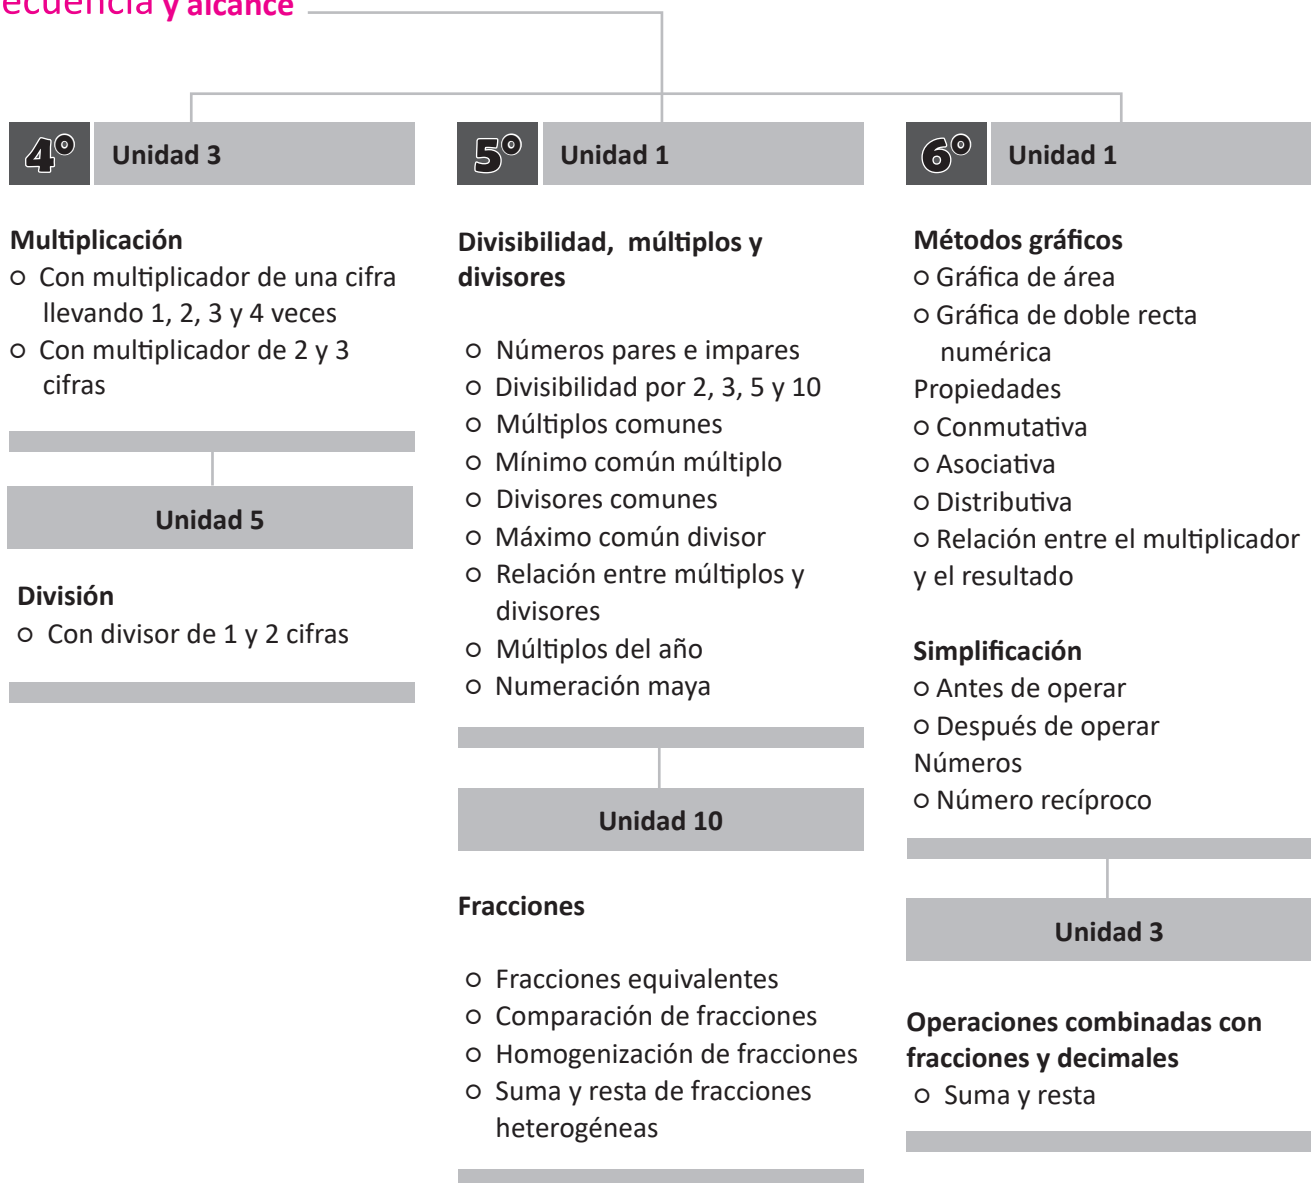 ecuencia y alcance
4º Unidad 3
Multiplicación
o Con multiplicador de una cifra
llevando 1, 2, 3 y 4 veces
o Con multiplicador de 2 y 3
cifras
Unidad 5
División
o Con divisor de 1 y 2 cifras
5º Unidad 1
Divisibilidad, múltiplos y
divisores
o Números pares e impares
o Divisibilidad por 2, 3, 5 y 10
o Múltiplos comunes
o Mínimo común múltiplo
o Divisores comunes
o Máximo común divisor
o Relación entre múltiplos y
divisores
o Múltiplos del año
o Numeración maya
Unidad 10
Fracciones
o Fracciones equivalentes
o Comparación de fracciones
o Homogenización de fracciones
o Suma y resta de fracciones
heterogéneas
6º Unidad 1
Métodos gráficos
o Gráfica de área
o Gráfica de doble recta
numérica
Propiedades
o Conmutativa
o Asociativa
o Distributiva
o Relación entre el multiplicador
y el resultado
Simplificación
o Antes de operar
o Después de operar
Números
o Número recíproco
Unidad 3
Operaciones combinadas con
fracciones y decimales
o Suma y resta